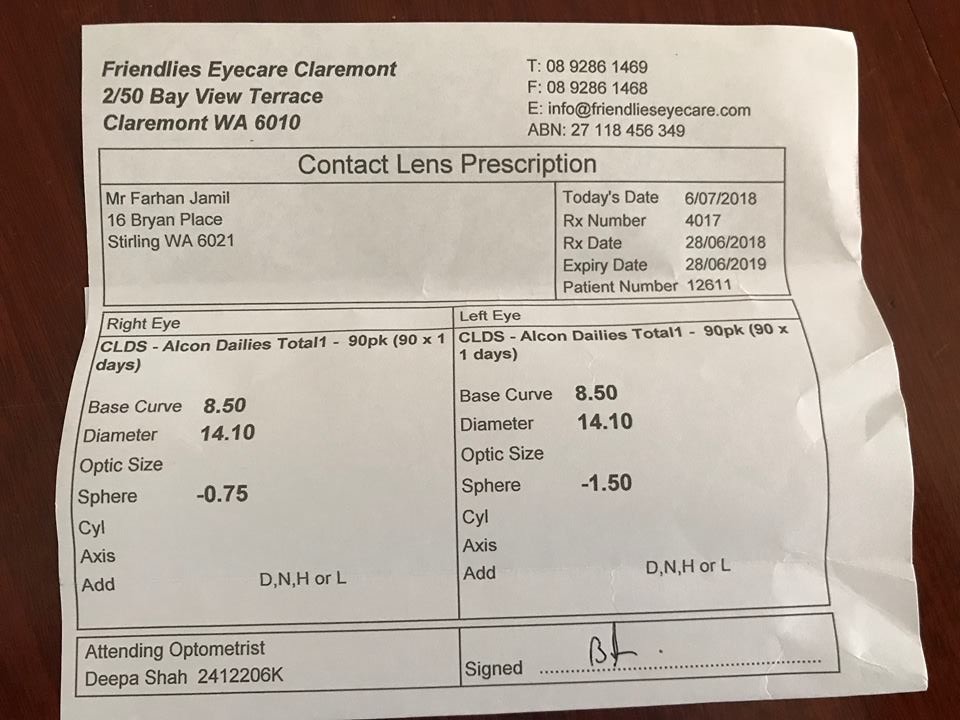 Friendlies Eyecare Claremont
2/50 Bay View Terrace
Claremont WA 6010
T: 08 9286 1469
F: 08 9286 1468
E: info@friendlieseyecare.com
ABN: 27 118 456 349
Contact Lens Prescription
Mr Farhan Jamil
16 Bryan Place
Stirling WA 6021
Today's Date 6/07/2018
Rx Number 4017
Rx Date 28/06/2018
Expiry Date 28/06/2019
Patient Number 12611
Right Eye
CLDS - Alcon Dailies Total1 - 90pk (90 x 1
days)
Base Curve 8.50
Diameter 14.10
Optic Size
Sphere -0.75
Cyl
Axis
Add D,N,H or L
Left Eye
CLDS - Alcon Dailies Total1 - 90pk (90 x
1 days)
Base Curve 8.50
Diameter 14.10
Optic Size
Sphere -1.50
Cyl
Axis
Add D,N,H or L
Attending Optometrist
Deepa Shah 2412206K
Signed